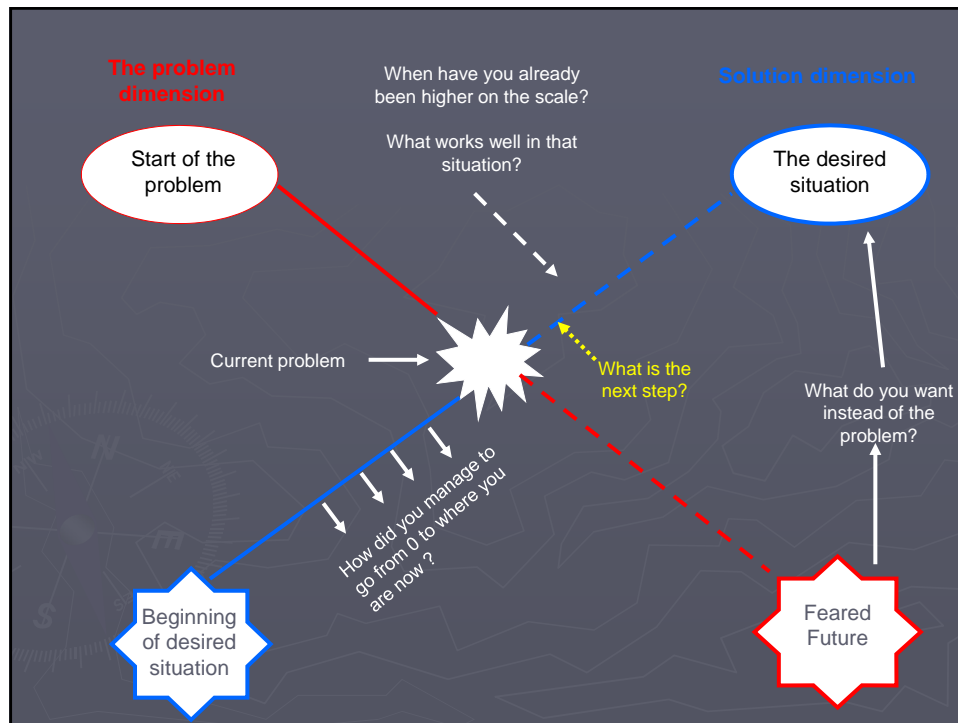 The problem
dimension
When have you already
been higher on the scale?
What works well in that
situation?
Solution dimension
Start of the
problem
The desired
situation
Current problem
What is the
next step?
What do you want
instead of the
problem?
How did you manage to
go from 0 to where you
are now ?
Beginning
of desired
situation
Feared
Future
N
E
S